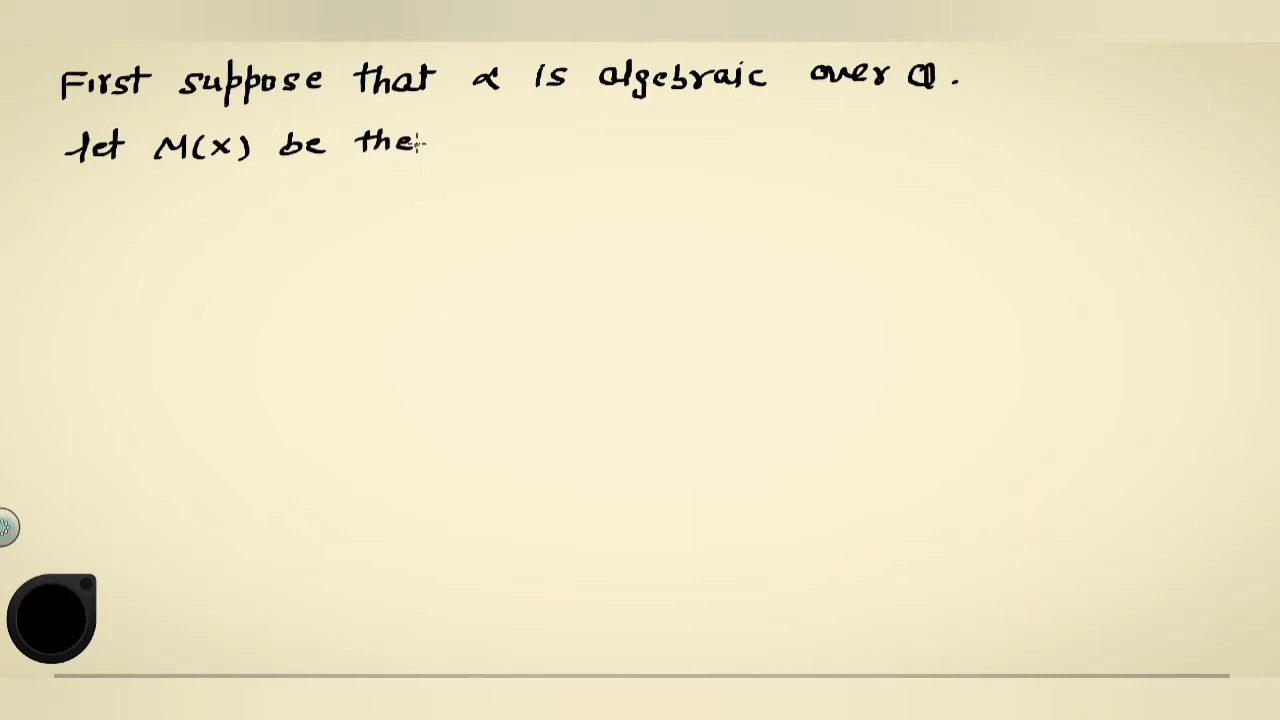 First suppose that α is algebraic over ℚ.
let M(x) be the